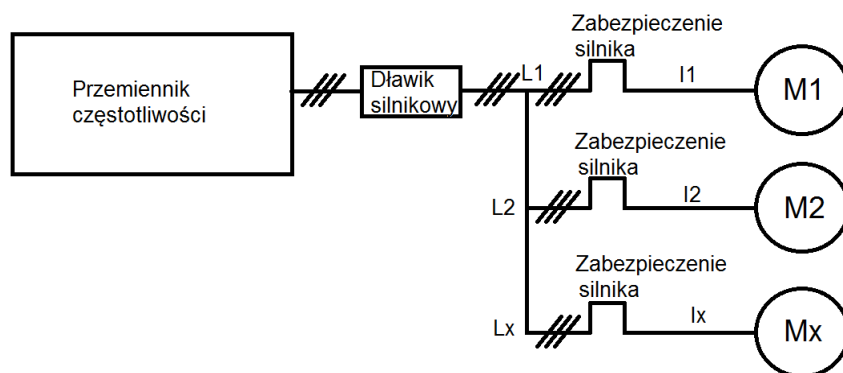 Przemiennik
częstotliwości
Dławik
silnikowy
L1
Zabezpieczenie
silnika
I1
M1
Zabezpieczenie
silnika
L2
I2
M2
Zabezpieczenie
silnika
Lx
Ix
Mx